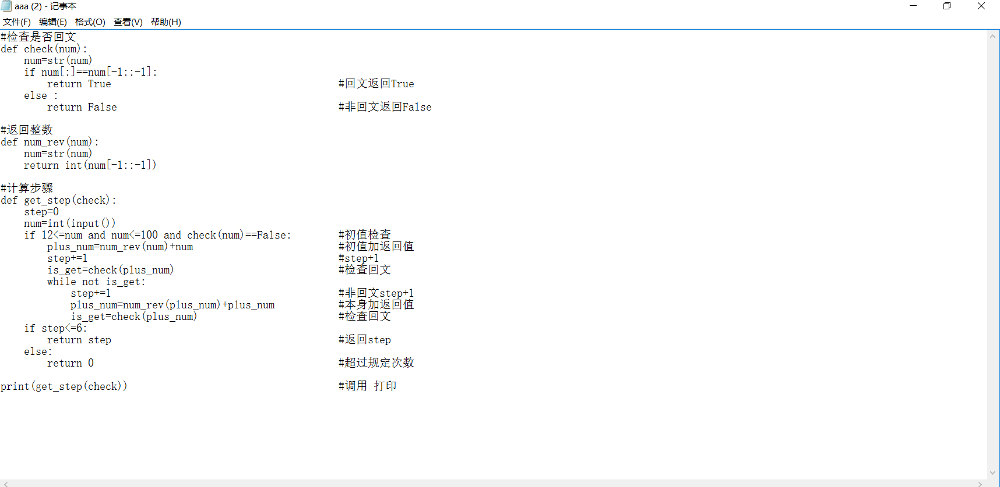 aaa (2) - 记事本
文件(F) 编辑(E) 格式(O) 查看(V) 帮助(H)
#检查是否回文
def check(num):
    num=str(num)
    if num[:]==num[-1::-1]:
        return True                                       #回文返回True
    else :
        return False                                      #非回文返回False

#返回整数
def num_rev(num):
    num=str(num)
    return int(num[-1::-1])

#计算步骤
def get_step(check):
    step=0
    num=int(input())
    if 12<=num and num<=100 and check(num)==False:        #初值检查
        plus_num=num_rev(num)+num                         #初值加返回值
        step+=1                                           #step+1
        is_get=check(plus_num)                            #检查回文
        while not is_get:
            step+=1                                       #非回文step+1
            plus_num=num_rev(plus_num)+plus_num           #本身加返回值
            is_get=check(plus_num)                        #检查回文
    if step<=6:
        return step                                       #返回step
    else:
        return 0                                          #超过规定次数

print(get_step(check))                                    #调用 打印